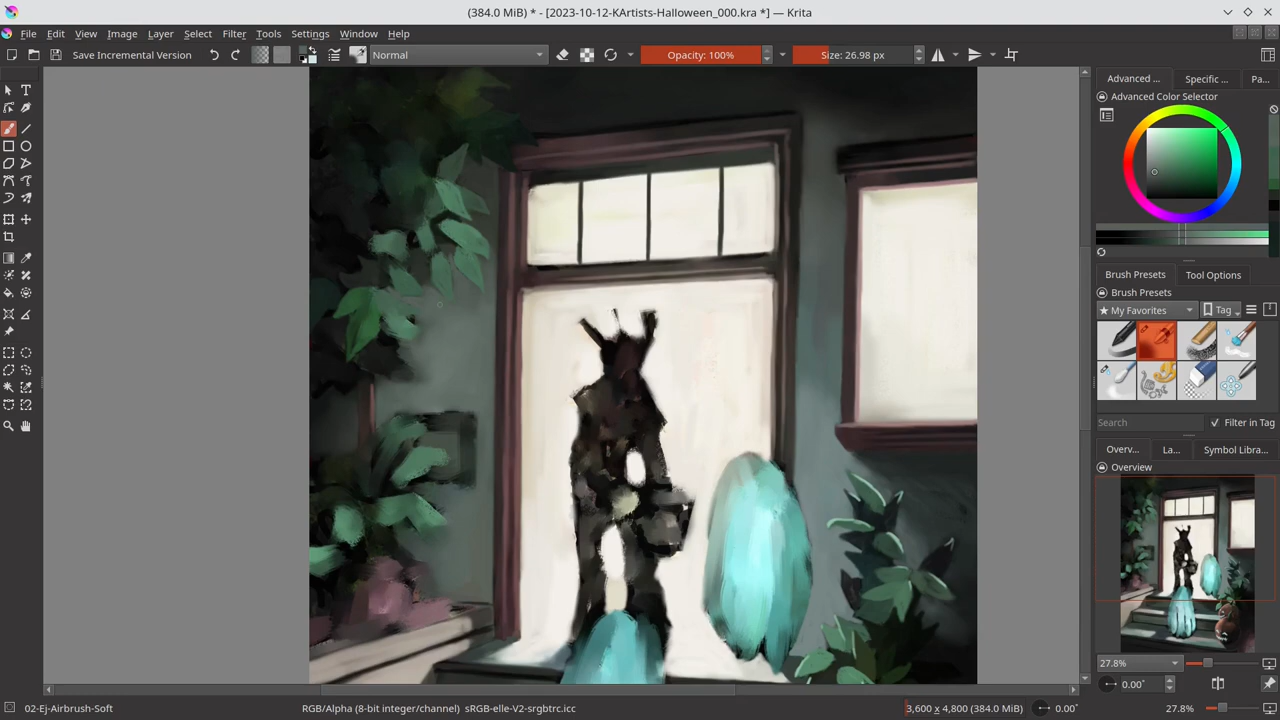 (384.0 MiB) * - [2023-10-12-KArtists-Halloween_000.kra *] — Krita
File Edit View Image Layer Select Filter Tools Settings Window Help
Save Incremental Version Normal Opacity: 100% Size: 26.98 px
Advanced ... Specific ... Pa...
Advanced Color Selector
Brush Presets Tool Options
Brush Presets
★ My Favorites Tag
Search Filter in Tag
Overv... La... Symbol Libra...
Overview
27.8%
0.00°
02-Ej-Airbrush-Soft RGB/Alpha (8-bit integer/channel) sRGB-elle-V2-srgbtrc.icc 3,600 x 4,800 (384.0 MiB) 0.00° 27.8%